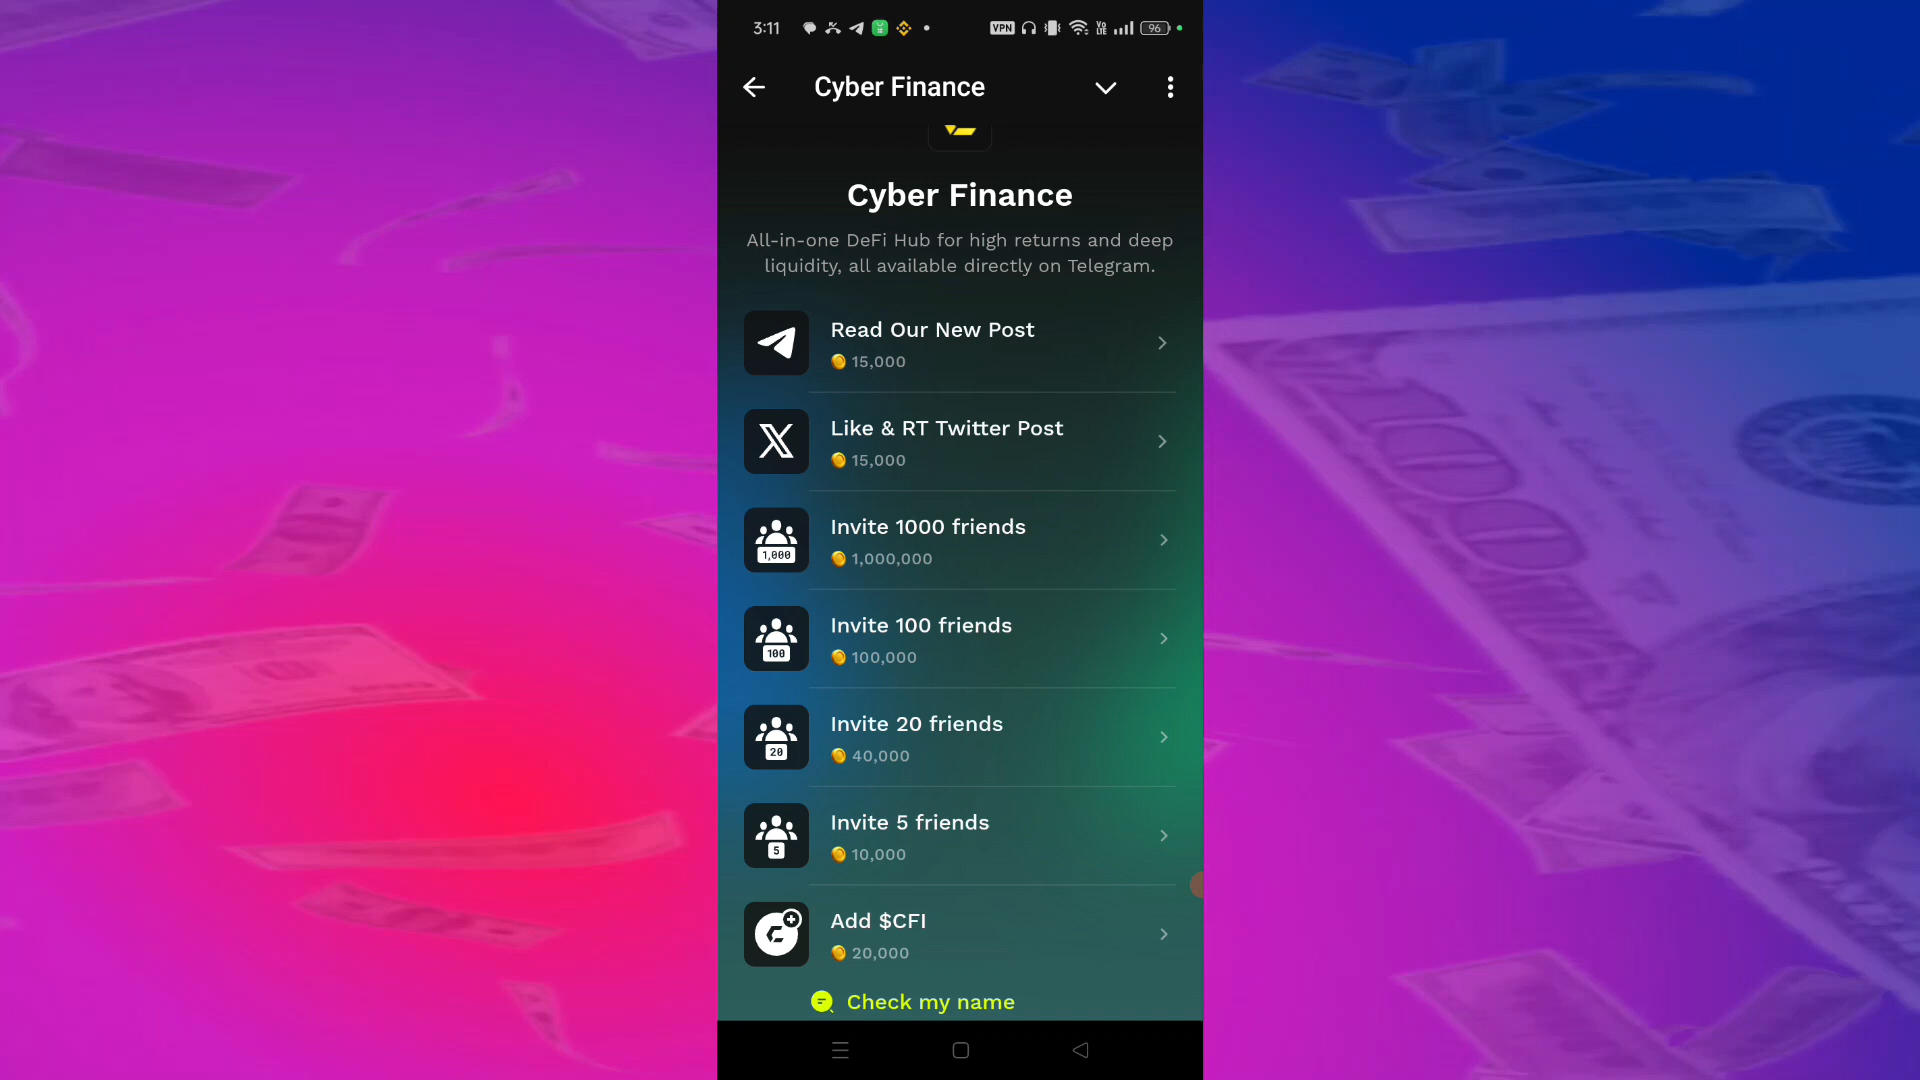 3:11
VPN
Vo
LTE
96
Cyber Finance
Cyber Finance
All-in-one DeFi Hub for high returns and deep
liquidity, all available directly on Telegram.
Read Our New Post
15,000
Like & RT Twitter Post
15,000
Invite 1000 friends
1,000
1,000,000
Invite 100 friends
100
100,000
Invite 20 friends
20
40,000
Invite 5 friends
5
10,000
Add $CFI
20,000
Check my name
100